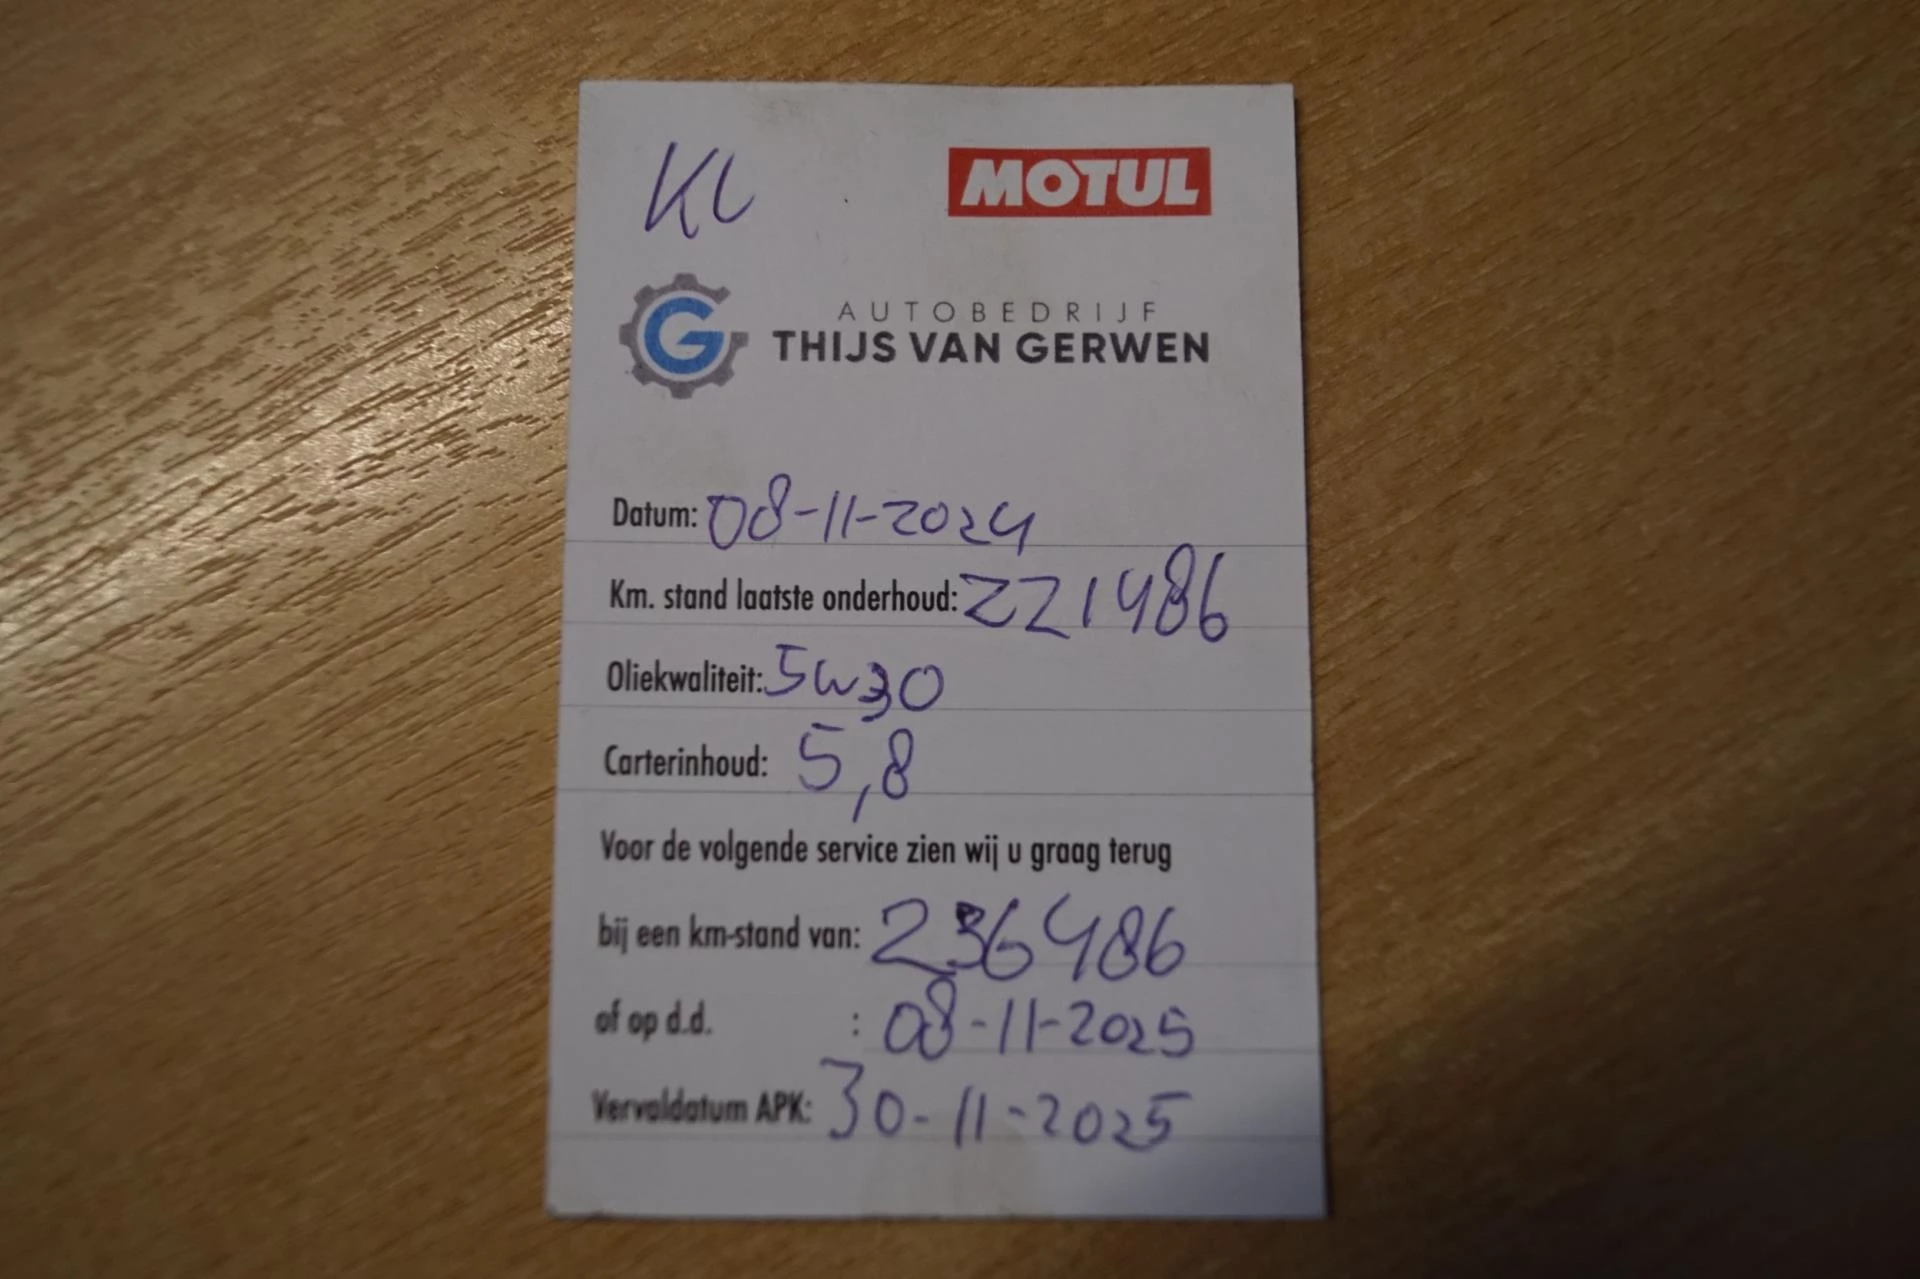 KL
MOTUL
G
AUTOBEDRIJF
THIJS VAN GERWEN
Datum: 08-11-2024
Km. stand laatste onderhoud: 221486
Oliekwaliteit: 5w30
Carterinhoud: 5,8
Voor de volgende service zien wij u graag terug
bij een km-stand van: 236486
of op d.d. : 08-11-2025
Vervaldatum APK: 30-11-2025